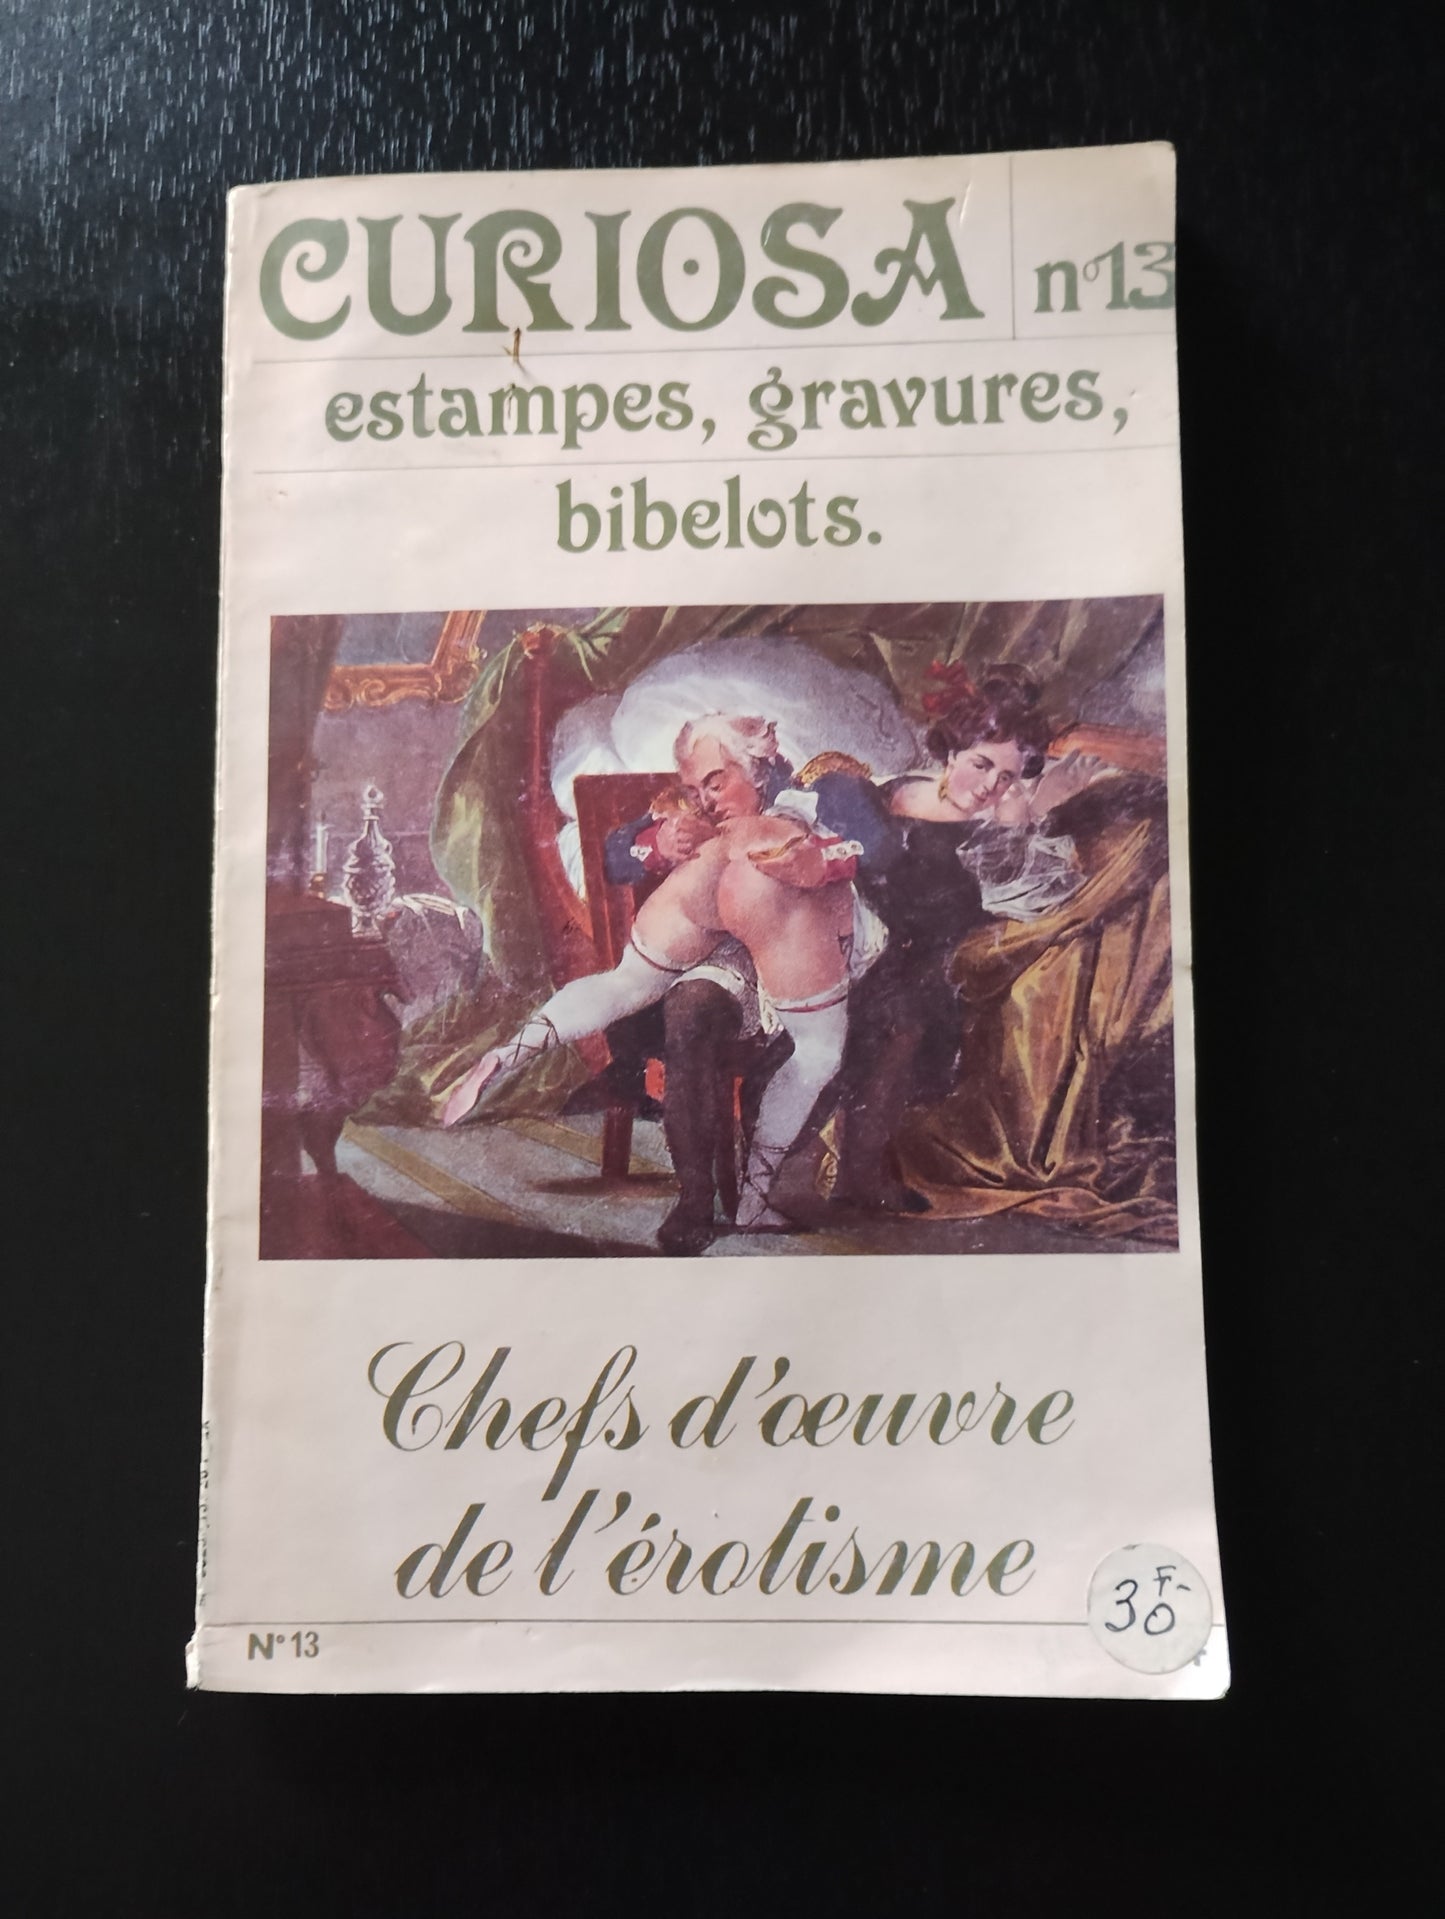 CURIOSA n°13
estampes, gravures,
bibelots.
Chefs d'œuvre
de l'érotisme
N° 13
30 F-